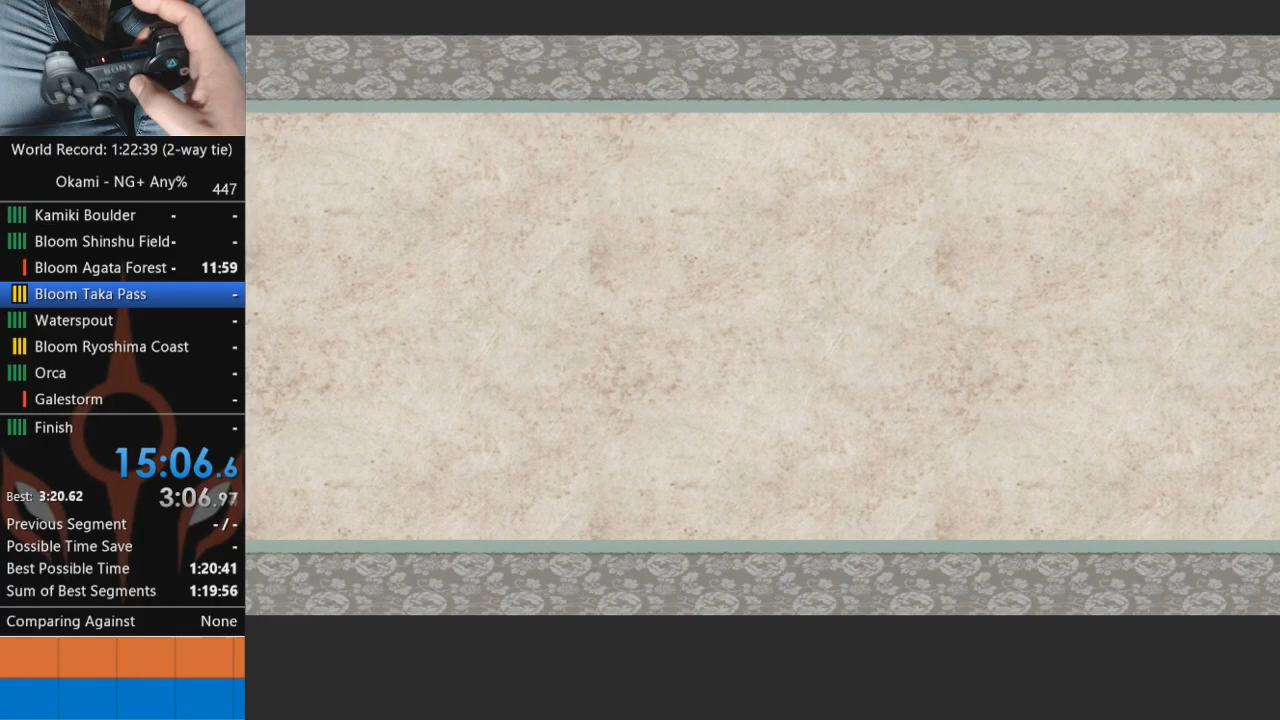 SONY
World Record: 1:22:39 (2-way tie)
Okami - NG+ Any% 447
Kamiki Boulder - -
Bloom Shinshu Field - -
Bloom Agata Forest - 11:59
Bloom Taka Pass -
Waterspout -
Bloom Ryoshima Coast -
Orca -
Galestorm -
Finish -
15:06.6
Best: 3:20.62 3:06.97
Previous Segment - / -
Possible Time Save -
Best Possible Time 1:20:41
Sum of Best Segments 1:19:56
Comparing Against None